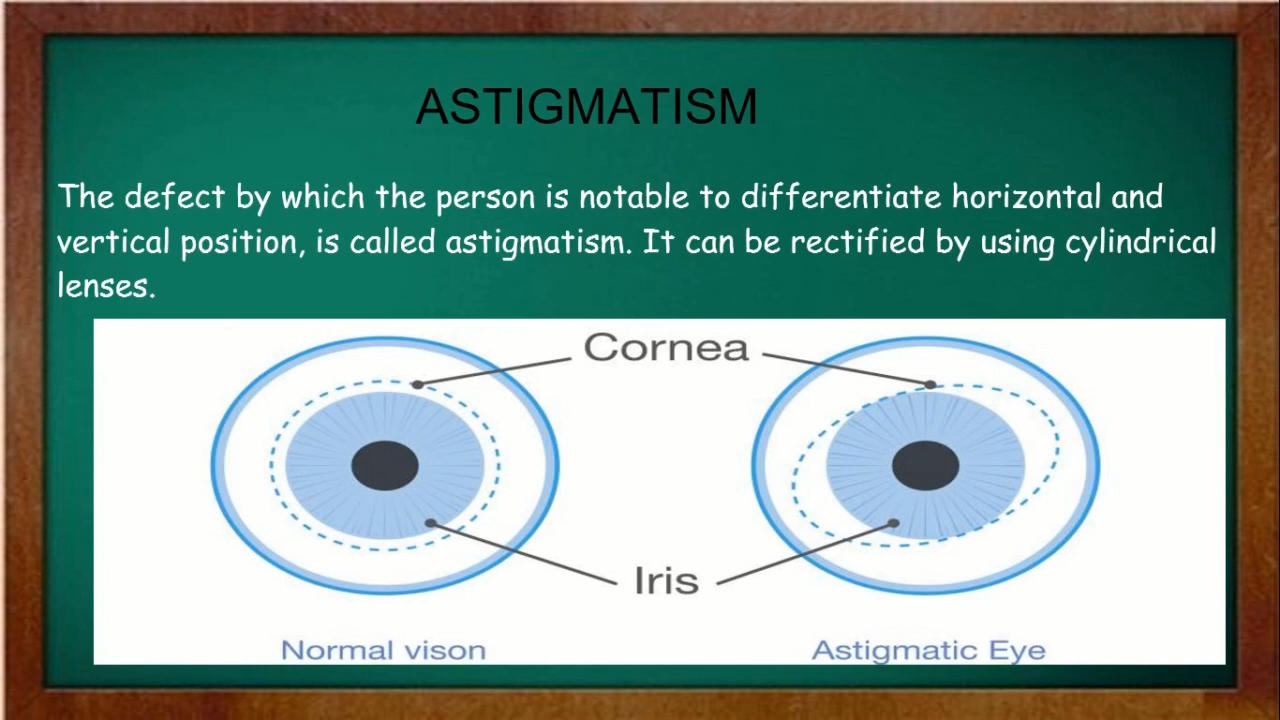 ASTIGMATISM
The defect by which the person is notable to differentiate horizontal and
vertical position, is called astigmatism. It can be rectified by using cylindrical
lenses.
Cornea
Iris
Normal vison
Astigmatic Eye